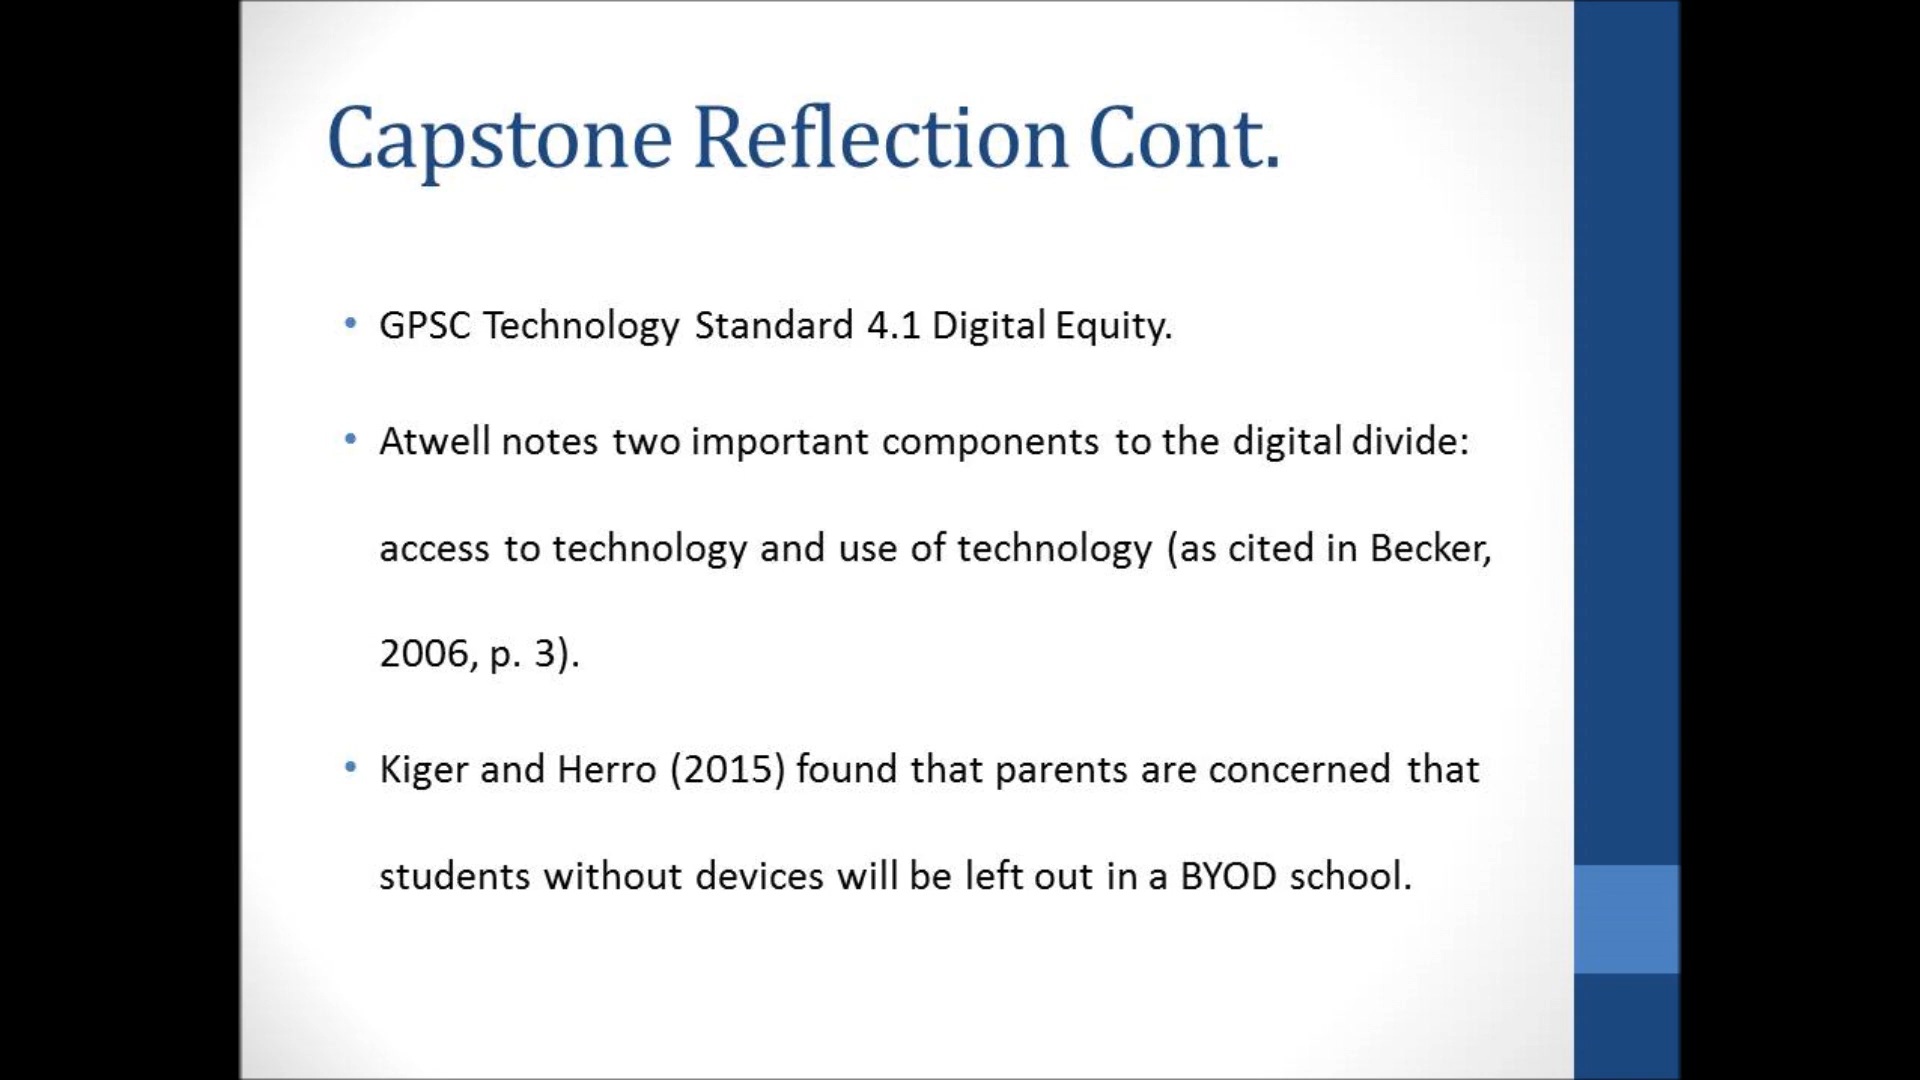 Capstone Reflection Cont.
• GPSC Technology Standard 4.1 Digital Equity.
• Atwell notes two important components to the digital divide:
access to technology and use of technology (as cited in Becker,
2006, p. 3).
• Kiger and Herro (2015) found that parents are concerned that
students without devices will be left out in a BYOD school.